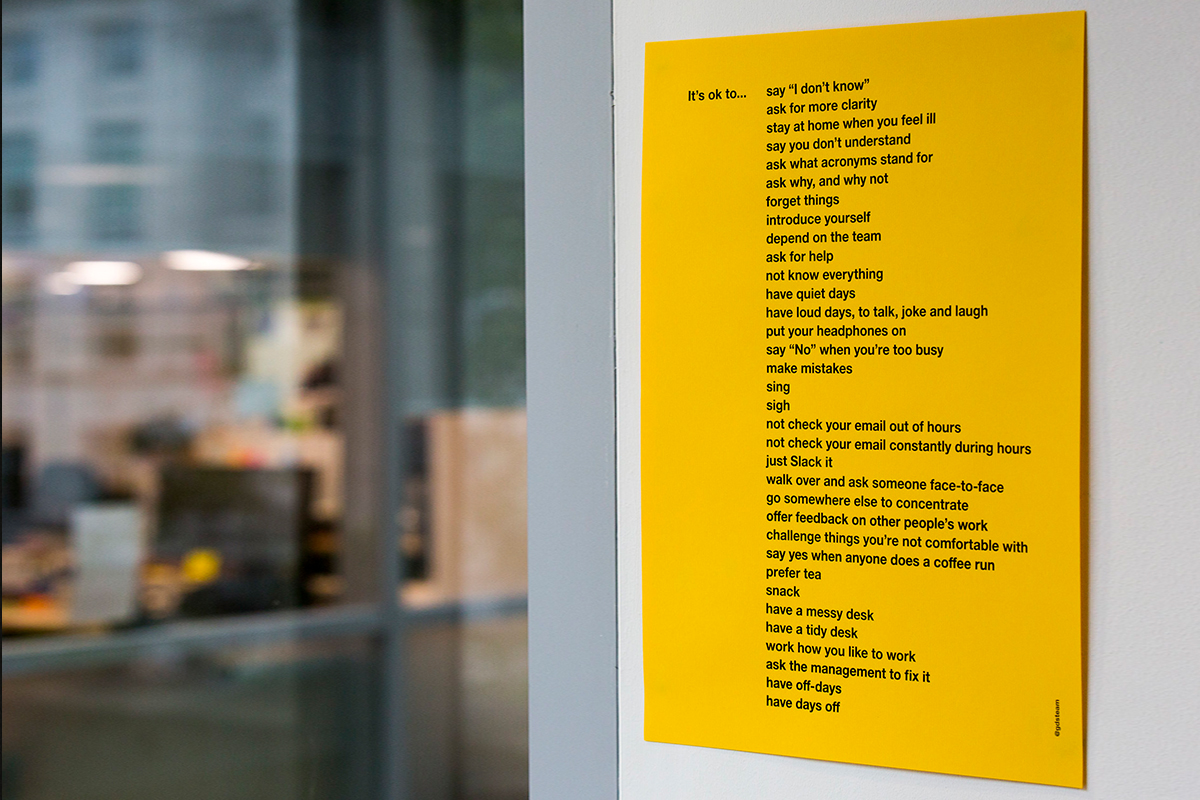 It's ok to... say “I don't know”
ask for more clarity
stay at home when you feel ill
say you don't understand
ask what acronyms stand for
ask why, and why not
forget things
introduce yourself
depend on the team
ask for help
not know everything
have quiet days
have loud days, to talk, joke and laugh
put your headphones on
say “No” when you're too busy
make mistakes
sing
sigh
not check your email out of hours
not check your email constantly during hours
just Slack it
walk over and ask someone face-to-face
go somewhere else to concentrate
offer feedback on other people's work
challenge things you're not comfortable with
say yes when anyone does a coffee run
prefer tea
snack
have a messy desk
have a tidy desk
work how you like to work
ask the management to fix it
have off-days
have days off
@gdsteam